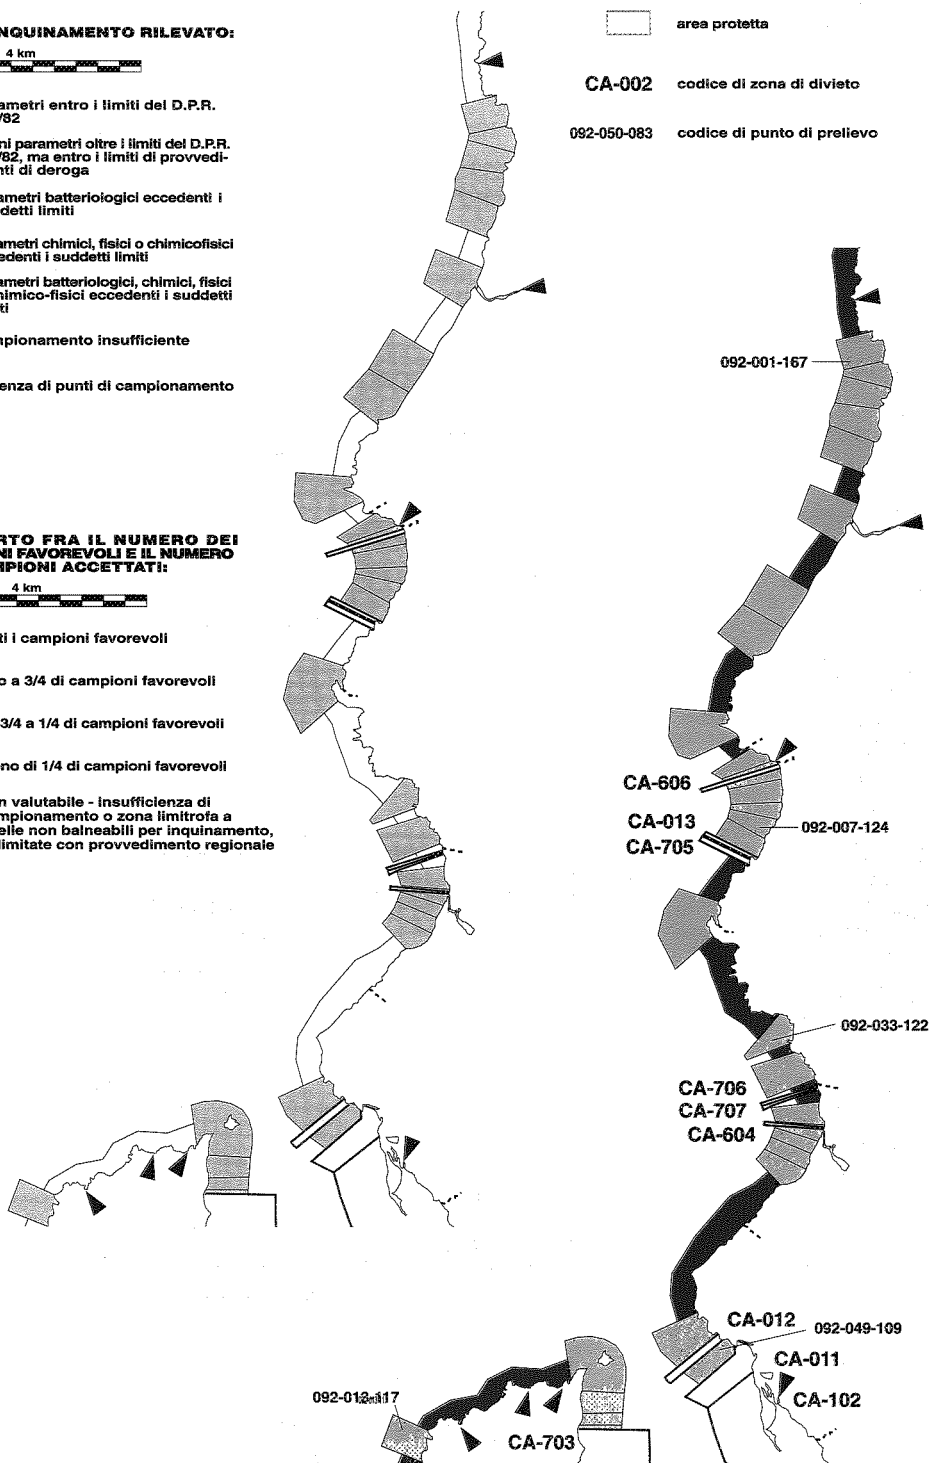 NQUINAMENTO RILEVATO:
4 km
ametri entro i limiti del D.P.R.
/82
ni parametri oltre i limiti del D.P.R.
/82, ma entro i limiti di provvedi-
nti di deroga
ametri batteriologici eccedenti i
detti limiti
ametri chimici, fisici o chimicofisici
edenti i suddetti limiti
ametri batteriologici, chimici, fisici
himico-fisici eccedenti i suddetti
ti
npionamento insufficiente
enza di punti di campionamento
RTO FRA IL NUMERO DEI
NI FAVOREVOLI E IL NUMERO
MPIONI ACCETTATI:
4 km
ti i campioni favorevoli
o a 3/4 di campioni favorevoli
3/4 a 1/4 di campioni favorevoli
no di 1/4 di campioni favorevoli
n valutabile - insufficienza di
mpionamento o zona limitrofa a
elle non balneabili per inquinamento,
limitate con provvedimento regionale
area protetta
CA-002 codice di zona di divieto
092-050-083 codice di punto di prelievo
092-001-167
CA-606
CA-013
092-007-124
CA-705
092-033-122
CA-706
CA-707
CA-604
CA-012
092-049-109
CA-011
CA-102
CA-703